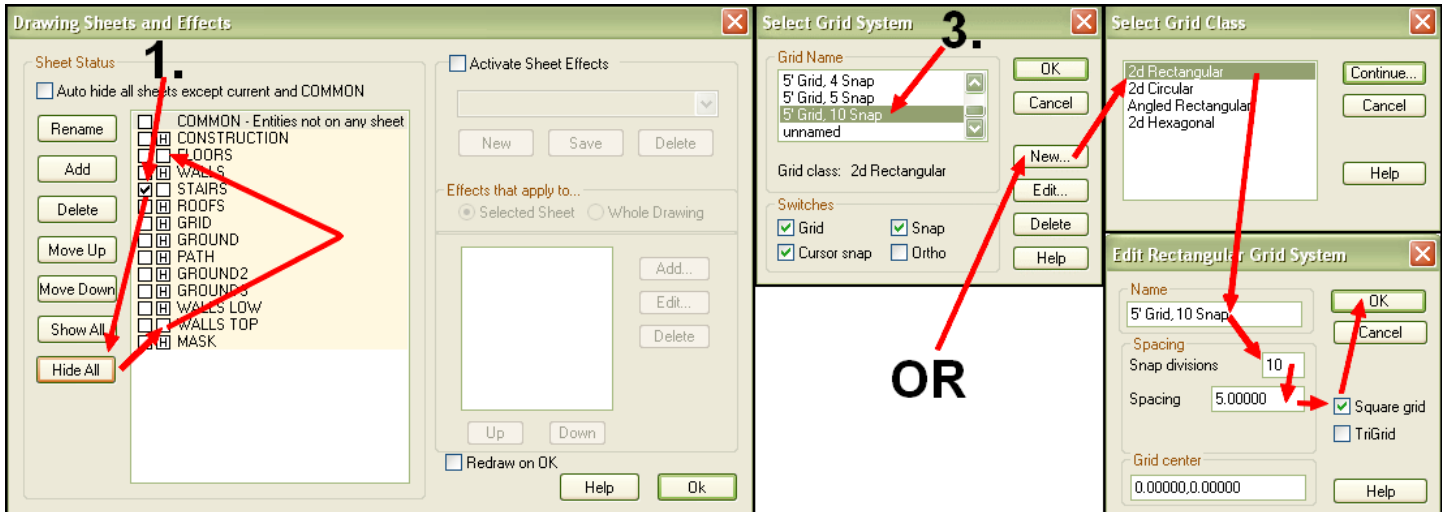 Drawing Sheets and Effects
1.
Sheet Status
Auto hide all sheets except current and COMMON
Rename
Add
Delete
Move Up
Move Down
Show All
Hide All
COMMON - Entities not on any sheet
H CONSTRUCTION
FLOORS
H WALLS
STAIRS
H ROOFS
H GRID
H GROUND
H PATH
H GROUND2
H GROUND3
H WALLS LOW
WALLS TOP
H MASK
Activate Sheet Effects
New Save Delete
Effects that apply to...
Selected Sheet Whole Drawing
Add...
Edit...
Delete
Up Down
Redraw on OK
Help Ok
Select Grid System
3.
Grid Name
5' Grid, 4 Snap
5' Grid, 5 Snap
5' Grid, 10 Snap
unnamed
Grid class: 2d Rectangular
Switches
Grid Snap
Cursor snap Ortho
OK
Cancel
New...
Edit...
Delete
Help
OR
Select Grid Class
2d Rectangular
2d Circular
Angled Rectangular
2d Hexagonal
Continue...
Cancel
Help
Edit Rectangular Grid System
Name
5' Grid, 10 Snap
Spacing
Snap divisions 10
Spacing 5.00000
Grid center
0.00000,0.00000
OK
Cancel
Square grid
TriGrid
Help